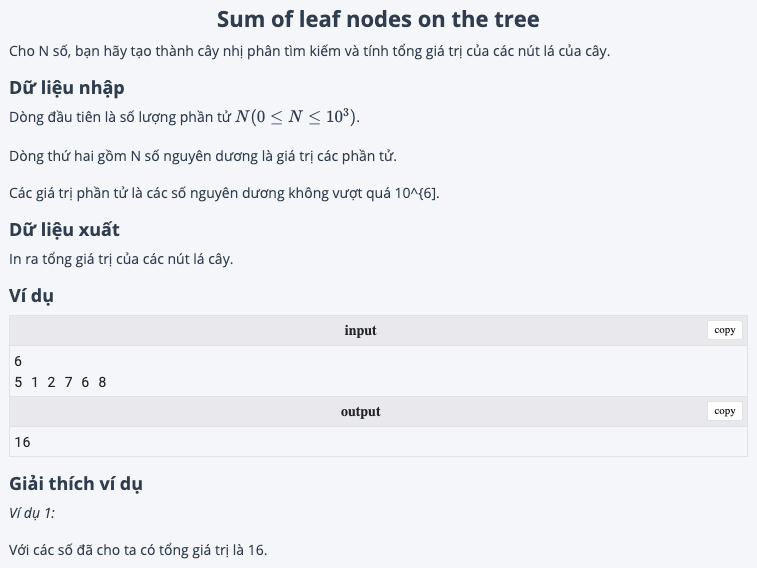 Sum of leaf nodes on the tree
Cho N số, bạn hãy tạo thành cây nhị phân tìm kiếm và tính tổng giá trị của các nút lá của cây.
Dữ liệu nhập
Dòng đầu tiên là số lượng phần tử N(0 ≤ N ≤ 10³).
Dòng thứ hai gồm N số nguyên dương là giá trị các phần tử.
Các giá trị phần tử là các số nguyên dương không vượt quá 10^{6].
Dữ liệu xuất
In ra tổng giá trị của các nút lá cây.
Ví dụ
input copy
6
5 1 2 7 6 8
output copy
16
Giải thích ví dụ
Ví dụ 1:
Với các số đã cho ta có tổng giá trị là 16.